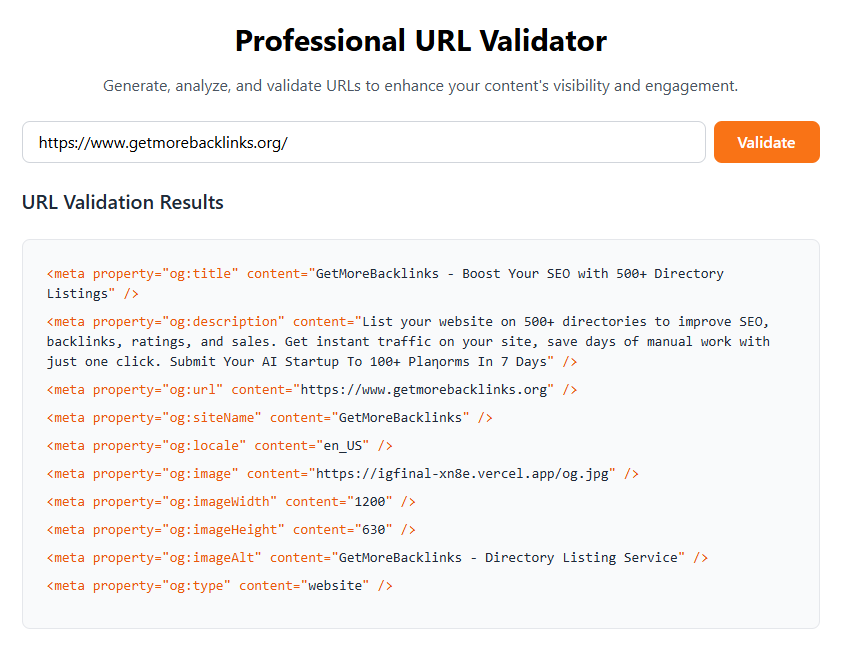 Professional URL Validator
Generate, analyze, and validate URLs to enhance your content's visibility and engagement.
https://www.getmorebacklinks.org/
Validate
URL Validation Results
<meta property="og:title" content="GetMoreBacklinks - Boost Your SEO with 500+ Directory
Listings" />
<meta property="og:description" content="List your website on 500+ directories to improve SEO,
backlinks, ratings, and sales. Get instant traffic on your site, save days of manual work with
just one click. Submit Your AI Startup To 100+ Plaηorms In 7 Days" />
<meta property="og:url" content="https://www.getmorebacklinks.org" />
<meta property="og:siteName" content="GetMoreBacklinks" />
<meta property="og:locale" content="en_US" />
<meta property="og:image" content="https://igfinal-xn8e.vercel.app/og.jpg" />
<meta property="og:imageWidth" content="1200" />
<meta property="og:imageHeight" content="630" />
<meta property="og:imageAlt" content="GetMoreBacklinks - Directory Listing Service" />
<meta property="og:type" content="website" />